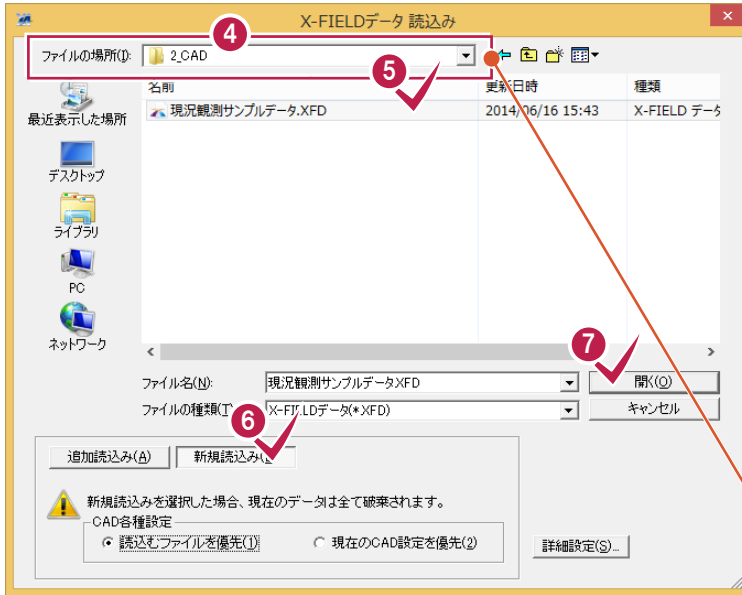 X-FIELDデータ 読込み
4
ファイルの場所(I):
2_CAD
5
名前
更新日時
種類
最近表示した場所
現況観測サンプルデータ.XFD
2014/06/16 15:43
X-FIELD データ
デスクトップ
ライブラリ
PC
ネットワーク
7
ファイル名(N):
現況観測サンプルデータ.XFD
開く(O)
ファイルの種類(T)
X-FIELDデータ(*.XFD)
キャンセル
6
追加読込み(A)
新規読込み(
新規読込みを選択した場合、現在のデータは全て破棄されます。
CAD各種設定
読込むファイルを優先(1)
現在のCAD設定を優先(2)
詳細設定(S)...